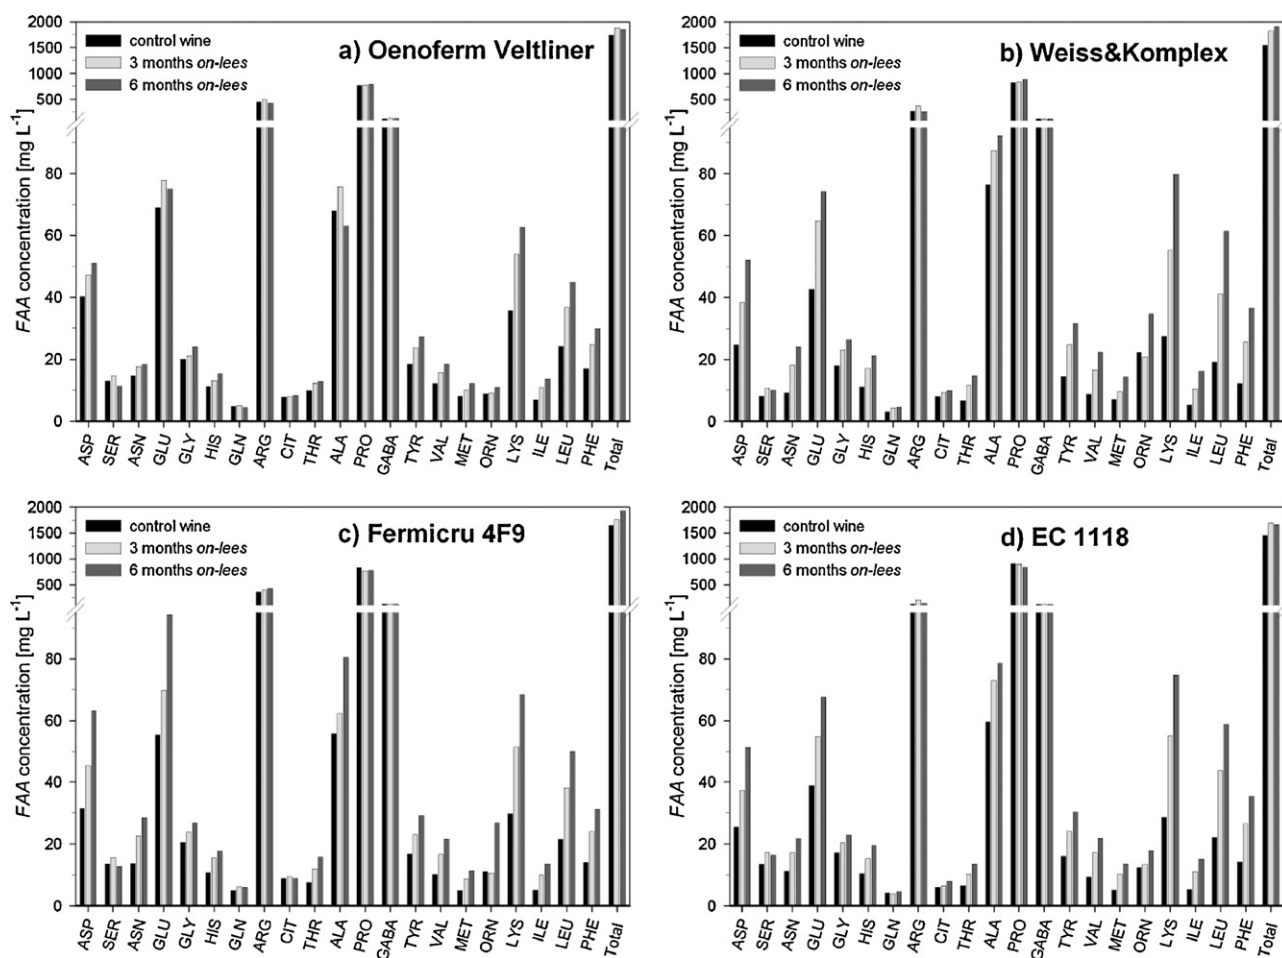 a) Oenoferm Veltliner
control wine
3 months on-lees
6 months on-lees
FAA concentration [mg L-1]
2000
1500
1000
500
80
60
40
20
0
ASP SER ASN GLU GLY HIS GLN ARG CIT THR ALA PRO GABA TYR VAL MET ORN LYS ILE LEU PHE Total
b) Weiss&Komplex
control wine
3 months on-lees
6 months on-lees
FAA concentration [mg L-1]
2000
1500
1000
500
80
60
40
20
0
ASP SER ASN GLU GLY HIS GLN ARG CIT THR ALA PRO GABA TYR VAL MET ORN LYS ILE LEU PHE Total
c) Fermicru 4F9
control wine
3 months on-lees
6 months on-lees
FAA concentration [mg L-1]
2000
1500
1000
500
80
60
40
20
0
ASP SER ASN GLU GLY HIS GLN ARG CIT THR ALA PRO GABA TYR VAL MET ORN LYS ILE LEU PHE Total
d) EC 1118
control wine
3 months on-lees
6 months on-lees
FAA concentration [mg L-1]
2000
1500
1000
500
80
60
40
20
0
ASP SER ASN GLU GLY HIS GLN ARG CIT THR ALA PRO GABA TYR VAL MET ORN LYS ILE LEU PHE Total